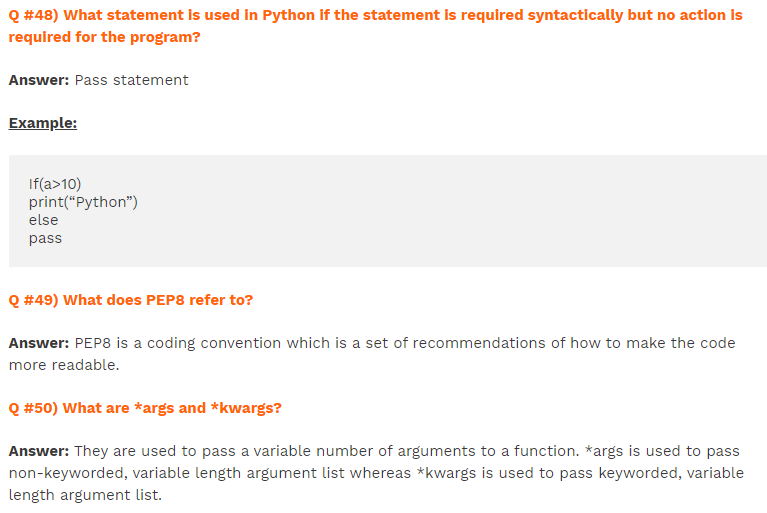 Q #48) What statement is used in Python if the statement is required syntactically but no action is
required for the program?
Answer: Pass statement
Example:
If(a>10)
print(“Python”)
else
pass
Q #49) What does PEP8 refer to?
Answer: PEP8 is a coding convention which is a set of recommendations of how to make the code
more readable.
Q #50) What are *args and *kwargs?
Answer: They are used to pass a variable number of arguments to a function. *args is used to pass
non-keyworded, variable length argument list whereas *kwargs is used to pass keyworded, variable
length argument list.